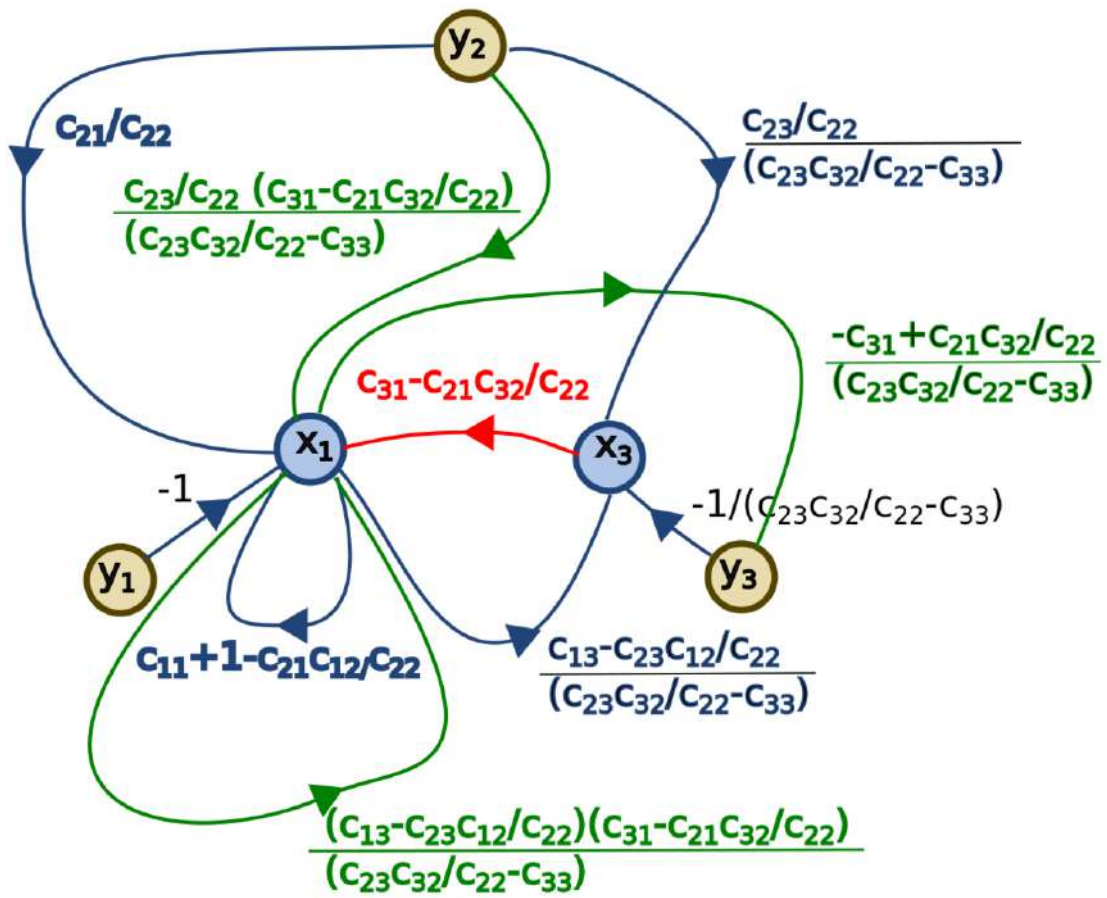 y₂
c₂₁/c₂₂
c₂₃/c₂₂
(c₂₃c₃₂/c₂₂-c₃₃)
c₂₃/c₂₂ (c₃₁-c₂₁c₃₂/c₂₂)
(c₂₃c₃₂/c₂₂-c₃₃)
-c₃₁+c₂₁c₃₂/c₂₂
(c₂₃c₃₂/c₂₂-c₃₃)
c₃₁-c₂₁c₃₂/c₂₂
x₁
x₃
-1
-1/(c₂₃c₃₂/c₂₂-c₃₃)
y₁
y₃
c₁₁+1-c₂₁c₁₂/c₂₂
c₁₃-c₂₃c₁₂/c₂₂
(c₂₃c₃₂/c₂₂-c₃₃)
(c₁₃-c₂₃c₁₂/c₂₂)(c₃₁-c₂₁c₃₂/c₂₂)
(c₂₃c₃₂/c₂₂-c₃₃)